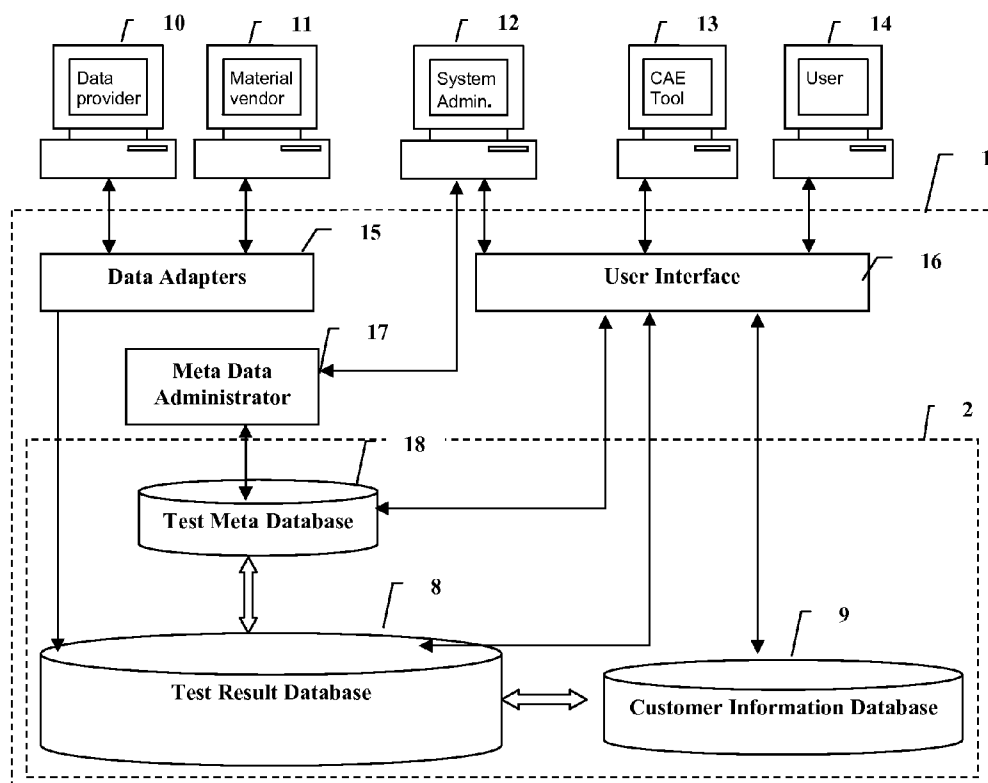 10
11
12
13
14
Data
provider
Material
vendor
System
Admin.
CAE
Tool
User
1
15
Data Adapters
User Interface
16
17
Meta Data
Administrator
2
18
Test Meta Database
8
9
Test Result Database
Customer Information Database